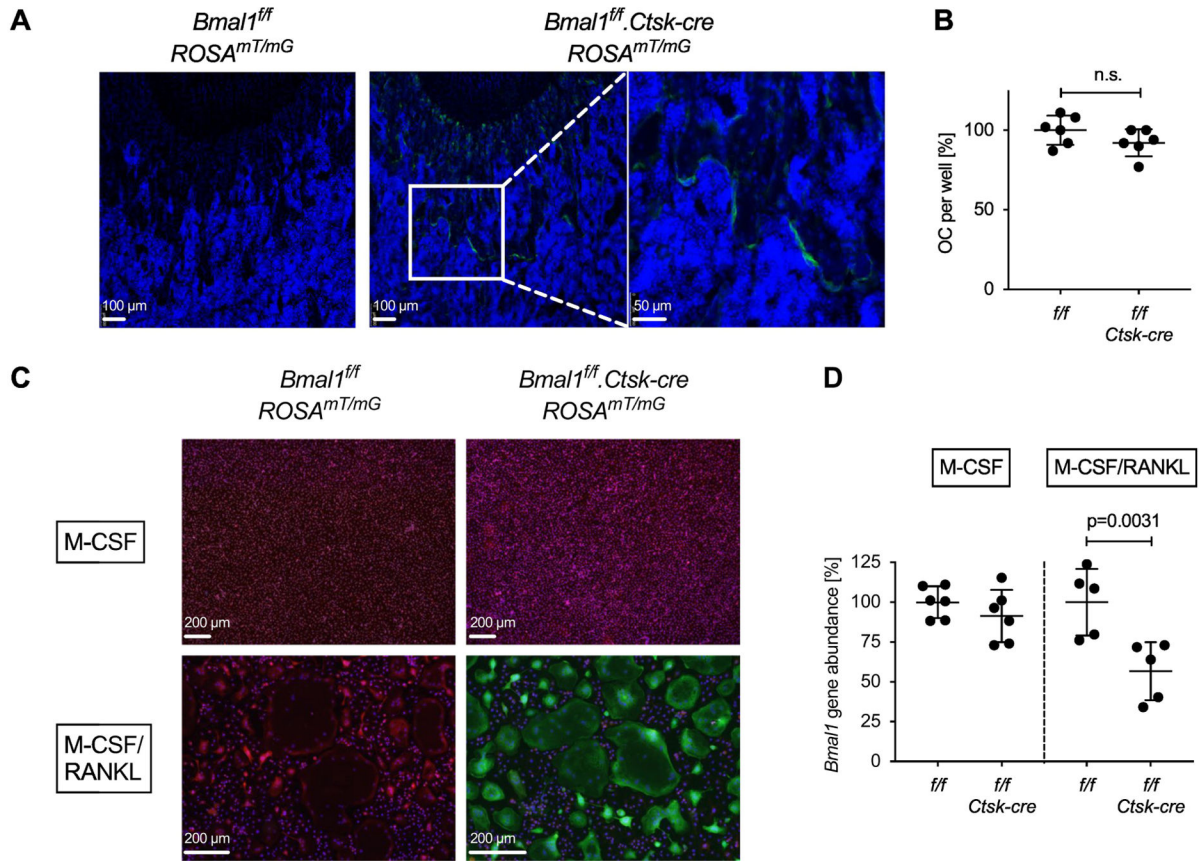 A
Bmal1f/f
ROSAmT/mG
Bmal1f/f.Ctsk-cre
ROSAmT/mG
100 µm
100 µm
50 µm
B
n.s.
OC per well [%]
100
50
0
f/f
f/f
Ctsk-cre
C
Bmal1f/f
ROSAmT/mG
Bmal1f/f.Ctsk-cre
ROSAmT/mG
M-CSF
200 µm
200 µm
M-CSF/
RANKL
200 µm
200 µm
D
M-CSF
M-CSF/RANKL
p=0.0031
Bmal1 gene abundance [%]
125
100
75
50
25
0
f/f
f/f
Ctsk-cre
f/f
f/f
Ctsk-cre